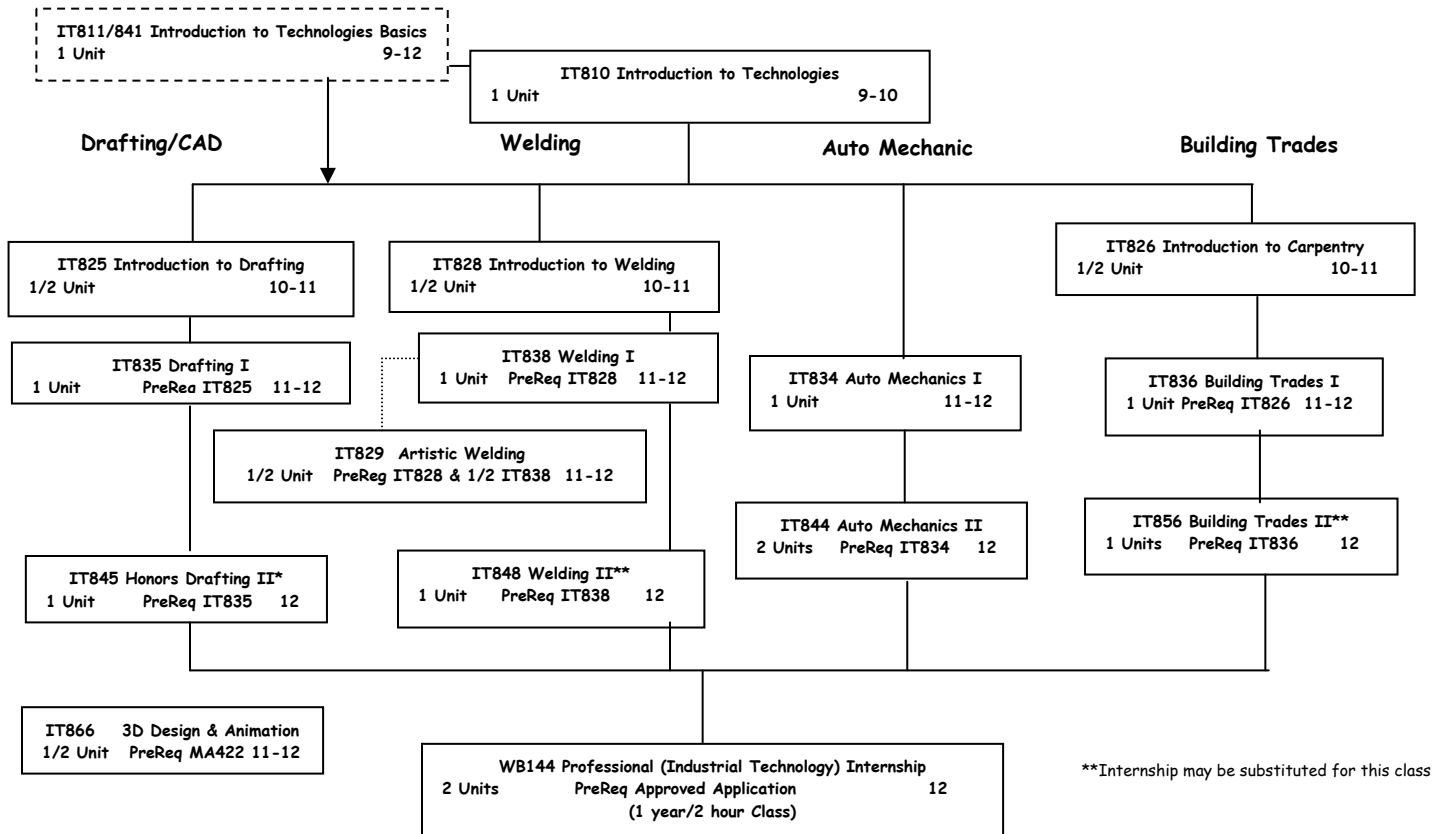 IT811/841 Introduction to Technologies Basics
1 Unit 9-12
IT810 Introduction to Technologies
1 Unit 9-10
Drafting/CAD
Welding
Auto Mechanic
Building Trades
IT825 Introduction to Drafting
1/2 Unit 10-11
IT828 Introduction to Welding
1/2 Unit 10-11
IT826 Introduction to Carpentry
1/2 Unit 10-11
IT835 Drafting I
1 Unit PreRea IT825 11-12
IT838 Welding I
1 Unit PreReq IT828 11-12
IT834 Auto Mechanics I
1 Unit 11-12
IT836 Building Trades I
1 Unit PreReq IT826 11-12
IT829 Artistic Welding
1/2 Unit PreReg IT828 & 1/2 IT838 11-12
IT844 Auto Mechanics II
2 Units PreReq IT834 12
IT856 Building Trades II**
1 Units PreReq IT836 12
IT845 Honors Drafting II*
1 Unit PreReq IT835 12
IT848 Welding II**
1 Unit PreReq IT838 12
IT866 3D Design & Animation
1/2 Unit PreReq MA422 11-12
WB144 Professional (Industrial Technology) Internship
2 Units PreReq Approved Application 12
(1 year/2 hour Class)
**Internship may be substituted for this class